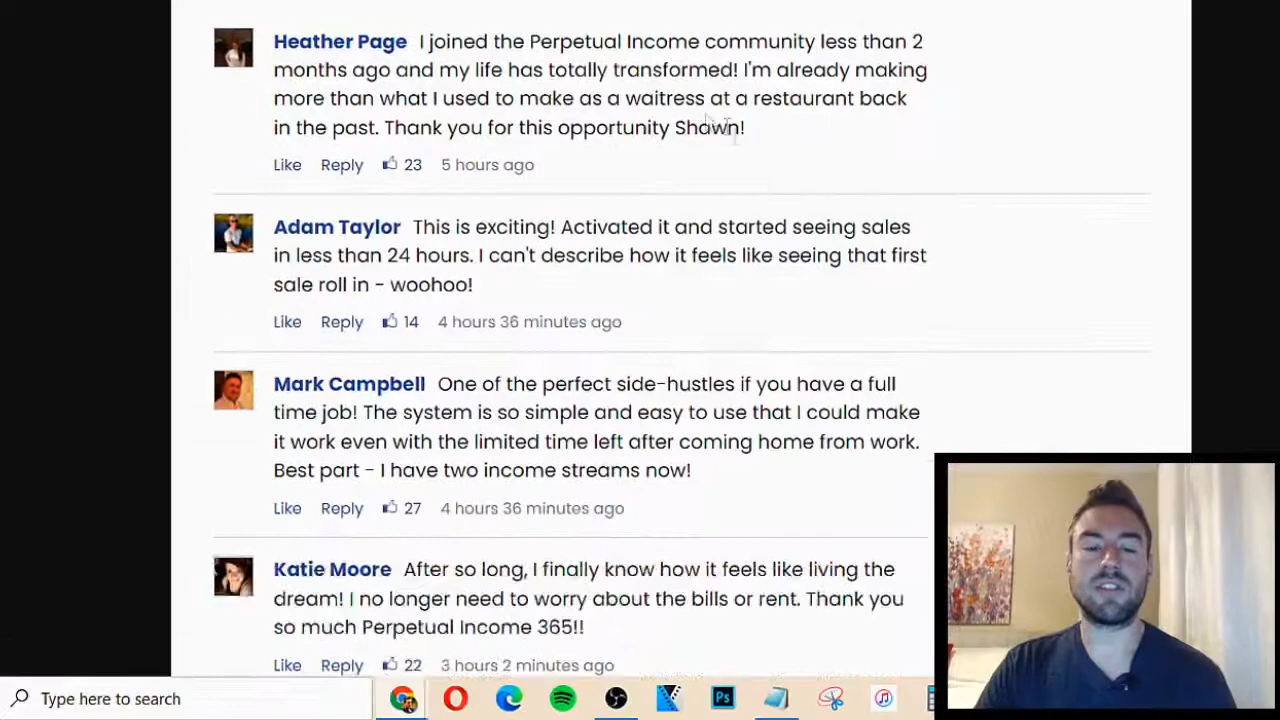 Heather Page I joined the Perpetual Income community less than 2
months ago and my life has totally transformed! I'm already making
more than what I used to make as a waitress at a restaurant back
in the past. Thank you for this opportunity Shawn!
Like Reply 23 5 hours ago
Adam Taylor This is exciting! Activated it and started seeing sales
in less than 24 hours. I can't describe how it feels like seeing that first
sale roll in - woohoo!
Like Reply 14 4 hours 36 minutes ago
Mark Campbell One of the perfect side-hustles if you have a full
time job! The system is so simple and easy to use that I could make
it work even with the limited time left after coming home from work.
Best part - I have two income streams now!
Like Reply 27 4 hours 36 minutes ago
Katie Moore After so long, I finally know how it feels like living the
dream! I no longer need to worry about the bills or rent. Thank you
so much Perpetual Income 365!!
Like Reply 22 3 hours 2 minutes ago
Type here to search
Ps